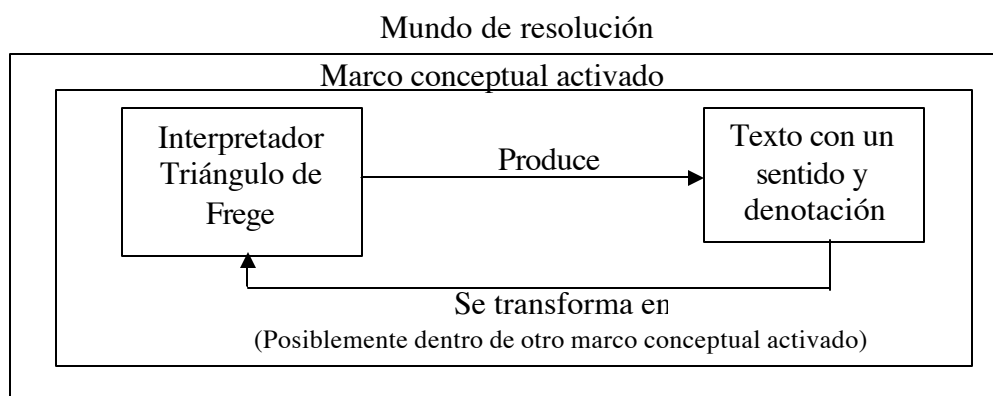 Mundo de resolución
Marco conceptual activado
Interpretador
Triángulo de
Frege
Produce
Texto con un
sentido y
denotación
Se transforma en
(Posiblemente dentro de otro marco conceptual activado)